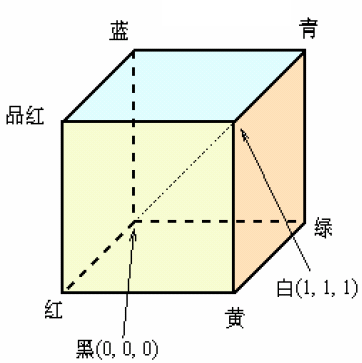 蓝
青
品红
绿
白(1, 1, 1)
红
黄
黑(0, 0, 0)